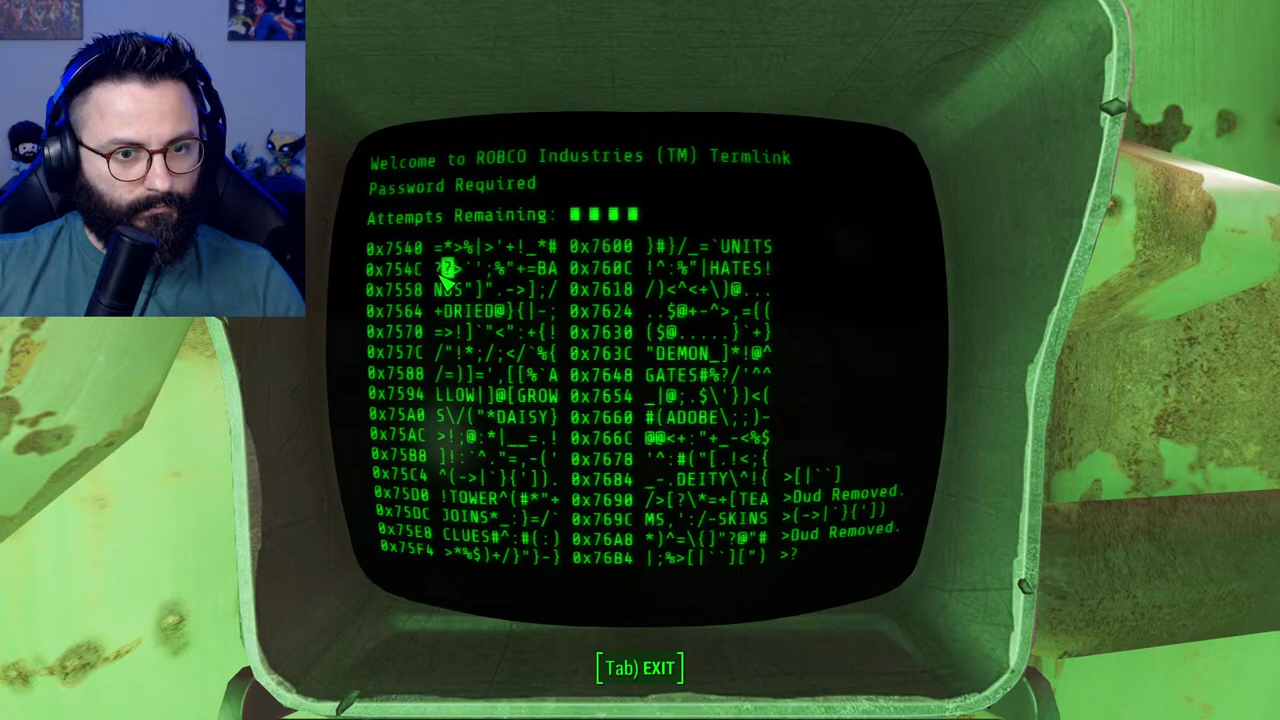 Welcome to ROBCO Industries (TM) Termlink
Password Required
Attempts Remaining:
0x7540 =*>%|>'+!_*# 0x7600 }#}/_=`UNITS
0x754C ??>`';%"+=BA 0x760C !^:%"|HATES!
0x7558 NDS"]".->];/ 0x7618 /)<^<+\)@...
0x7564 +DRIED@}{|-; 0x7624 ..$@+-^>,=((
0x7570 =>!]`"<":+{! 0x7630 ($@.....}`+}
0x757C /"!*;/;</`%{ 0x763C "DEMON_]*!@^
0x7588 /=)]=',[[%`A 0x7648 GATES#%?/'^^
0x7594 LLOW|]@[GROW 0x7654 _|@;.$\'})<(
0x75A0 S\/("*DAISY} 0x7660 #(ADOBE\;;)-
0x75AC >!;@:*|__=.! 0x766C @@<+:"+_-<%$
0x75B8 ]!:`^."=,-(' 0x7678 '^:#("[.!<;{
0x75C4 ^(->|`}{']). 0x7684 _-.DEITY\^!{ >[|``]
0x75D0 !TOWER^(#*"+ 0x7690 />[?\*=+[TEA >Dud Removed.
0x75DC JOINS*_:}=/` 0x769C MS,':/-SKINS >(->|`}{'])
0x75E8 CLUES#^:#(:) 0x76A8 *)^=\{]"?@"# >Dud Removed.
0x75F4 >*%$)+/}"}-} 0x76B4 |;%>[|``]["') >?
[Tab) EXIT]